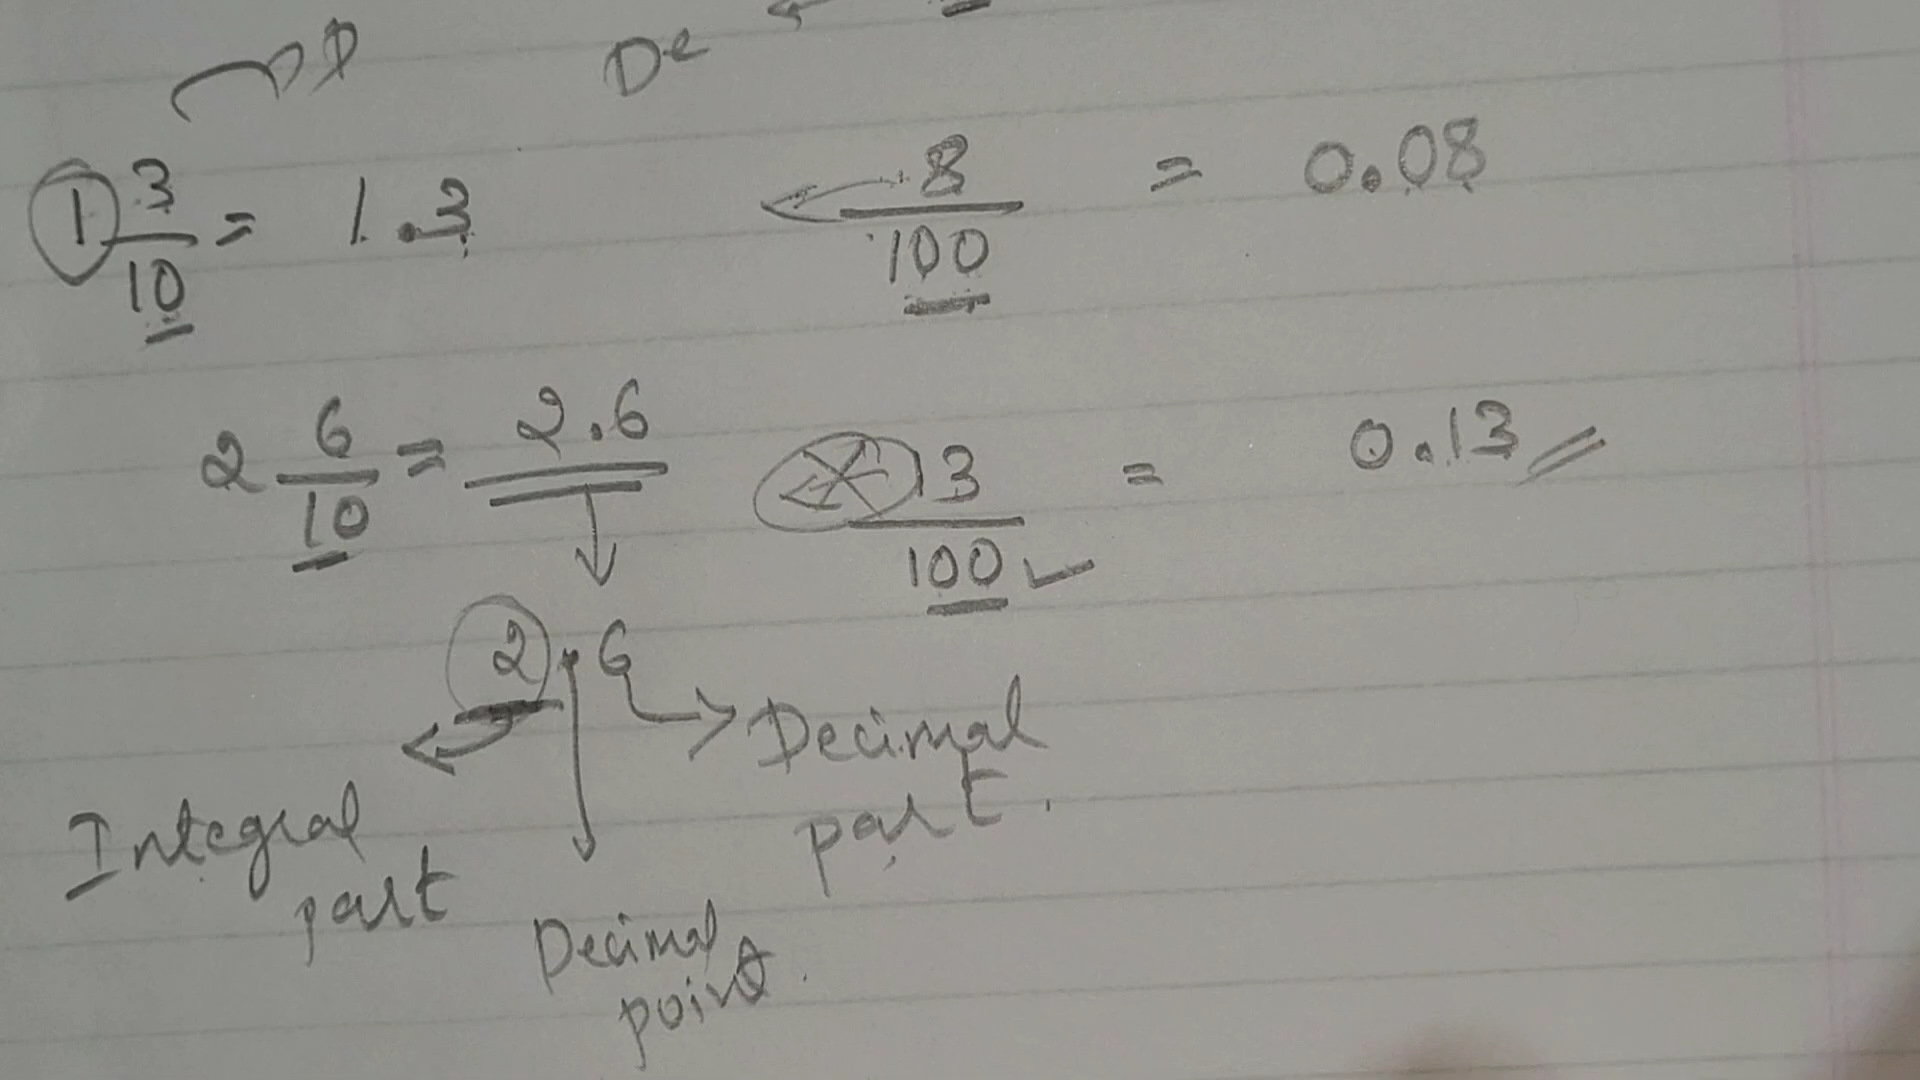 De
1 3/10 = 1.3
8/100 = 0.08
2 6/10 = 2.6
13/100 = 0.13
2.6
Integral part
Decimal point.
Decimal part.